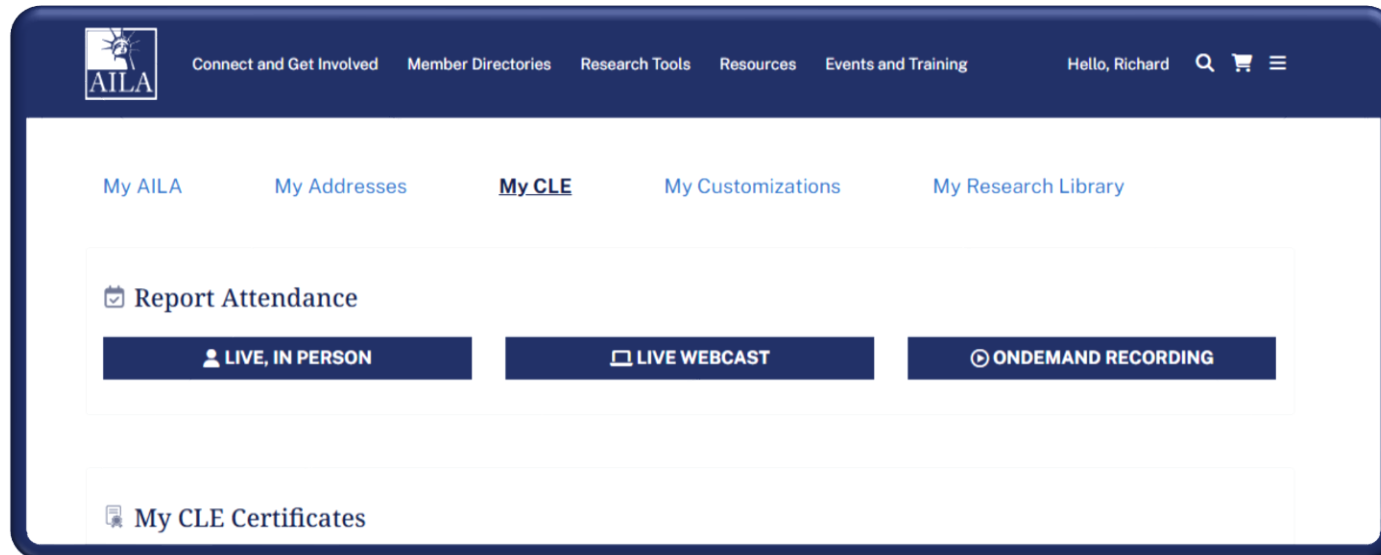 AILA
Connect and Get Involved Member Directories Research Tools Resources Events and Training Hello, Richard
My AILA My Addresses My CLE My Customizations My Research Library
Report Attendance
LIVE, IN PERSON LIVE WEBCAST ONDEMAND RECORDING
My CLE Certificates